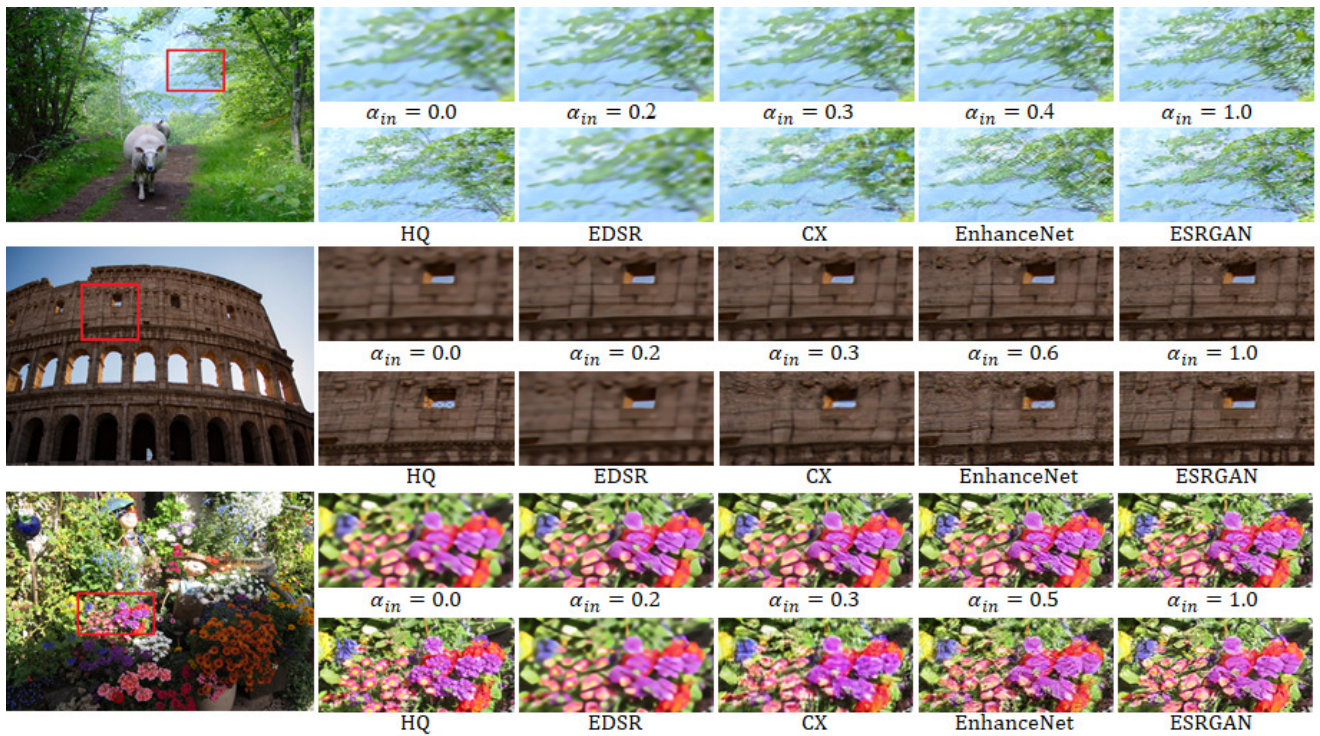 α_in = 0.0 α_in = 0.2 α_in = 0.3 α_in = 0.4 α_in = 1.0
HQ EDSR CX EnhanceNet ESRGAN
α_in = 0.0 α_in = 0.2 α_in = 0.3 α_in = 0.6 α_in = 1.0
HQ EDSR CX EnhanceNet ESRGAN
α_in = 0.0 α_in = 0.2 α_in = 0.3 α_in = 0.5 α_in = 1.0
HQ EDSR CX EnhanceNet ESRGAN